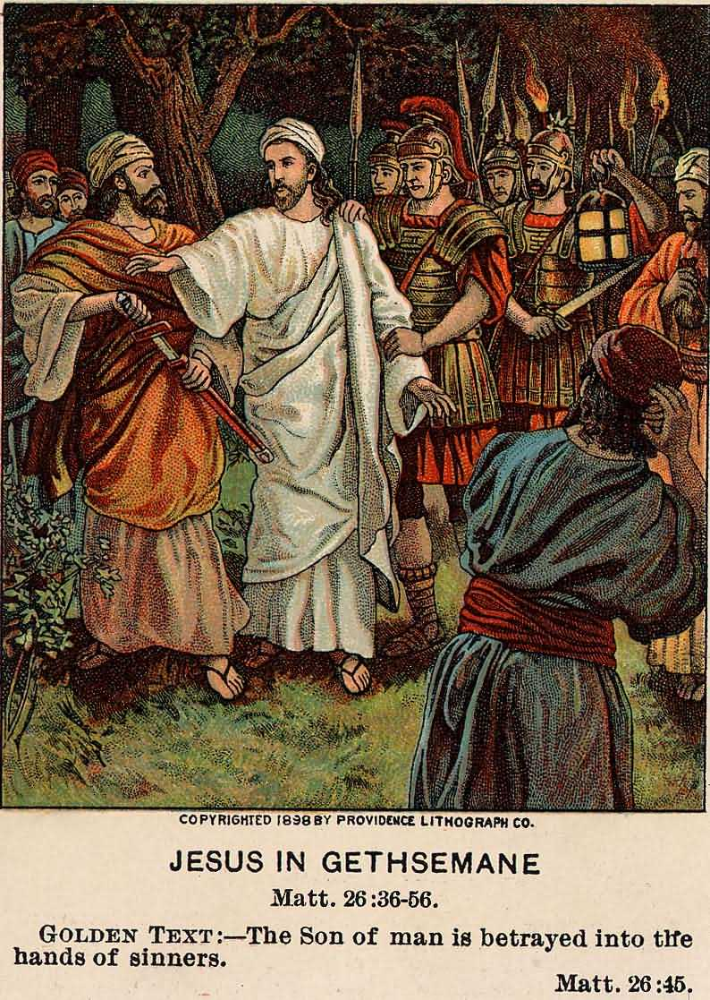 COPYRIGHTED 1898 BY PROVIDENCE LITHOGRAPH CO.
JESUS IN GETHSEMANE
Matt. 26:36-56.
GOLDEN TEXT:—The Son of man is betrayed into the
hands of sinners.
Matt. 26:45.